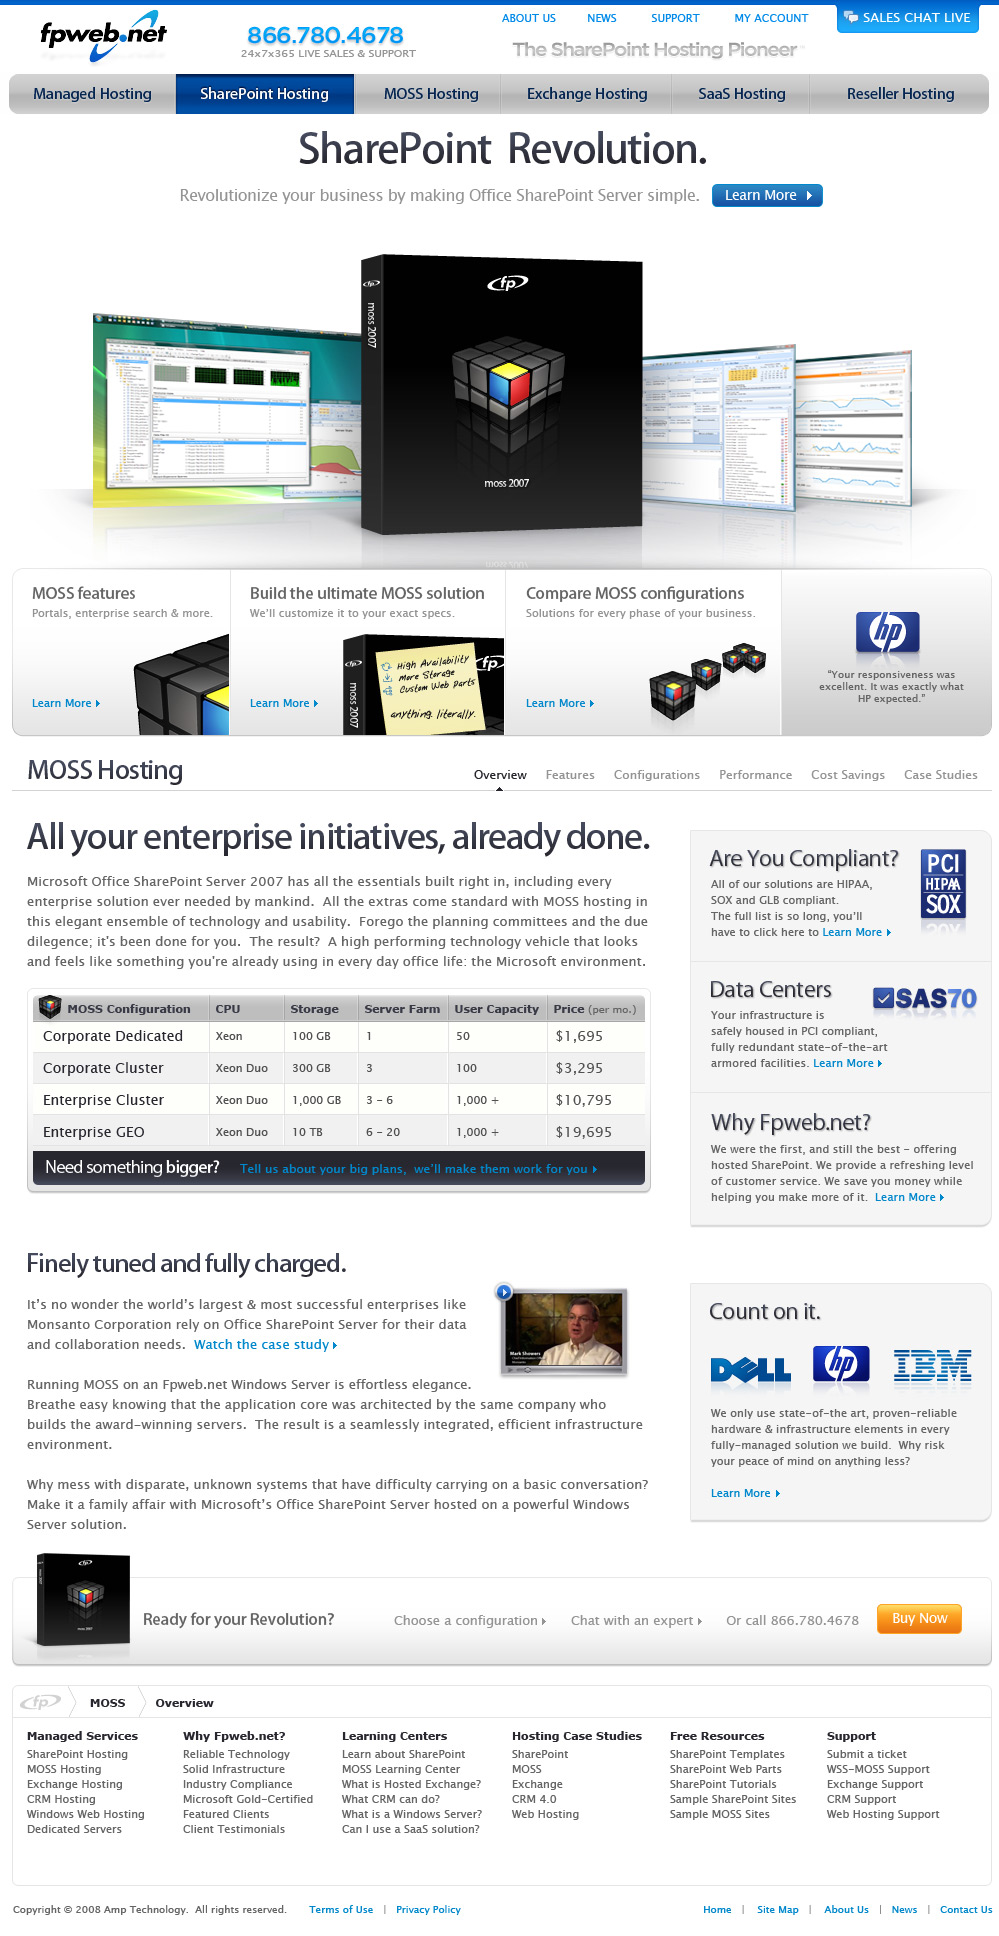 fpweb.net
866.780.4678
24x7x365 LIVE SALES & SUPPORT
ABOUT US NEWS SUPPORT MY ACCOUNT
SALES CHAT LIVE
The SharePoint Hosting Pioneer
Managed Hosting SharePoint Hosting MOSS Hosting Exchange Hosting SaaS Hosting Reseller Hosting
SharePoint Revolution.
Revolutionize your business by making Office SharePoint Server simple. Learn More
fp
fp
moss 2007
moss 2007
MOSS features
Portals, enterprise search & more.
Learn More
Build the ultimate MOSS solution
We'll customize it to your exact specs.
fp
moss 2007
High Availability
more Storage
Custom Web Parts
anything. literally.
fp
Learn More
Compare MOSS configurations
Solutions for every phase of your business.
Learn More
hp
"Your responsiveness was
excellent. It was exactly what
HP expected."
MOSS Hosting
Overview Features Configurations Performance Cost Savings Case Studies
All your enterprise initiatives, already done.
Microsoft Office SharePoint Server 2007 has all the essentials built right in, including every
enterprise solution ever needed by mankind. All the extras come standard with MOSS hosting in
this elegant ensemble of technology and usability. Forego the planning committees and the due
dilegence; it's been done for you. The result? A high performing technology vehicle that looks
and feels like something you're already using in every day office life: the Microsoft environment.
MOSS Configuration CPU Storage Server Farm User Capacity Price (per mo.)
Corporate Dedicated Xeon 100 GB 1 50 $1,695
Corporate Cluster Xeon Duo 300 GB 3 100 $3,295
Enterprise Cluster Xeon Duo 1,000 GB 3 - 6 1,000 + $10,795
Enterprise GEO Xeon Duo 10 TB 6 - 20 1,000 + $19,695
Need something bigger? Tell us about your big plans, we'll make them work for you
Are You Compliant?
All of our solutions are HIPAA,
SOX and GLB compliant.
The full list is so long, you'll
have to click here to Learn More
PCI
HIPAA
SOX
Data Centers
Your infrastructure is
safely housed in PCI compliant,
fully redundant state-of-the-art
armored facilities. Learn More
SAS70
Why Fpweb.net?
We were the first, and still the best - offering
hosted SharePoint. We provide a refreshing level
of customer service. We save you money while
helping you make more of it. Learn More
Finely tuned and fully charged.
It's no wonder the world's largest & most successful enterprises like
Monsanto Corporation rely on Office SharePoint Server for their data
and collaboration needs. Watch the case study
Mark Showers
Running MOSS on an Fpweb.net Windows Server is effortless elegance.
Breathe easy knowing that the application core was architected by the same company who
builds the award-winning servers. The result is a seamlessly integrated, efficient infrastructure
environment.
Why mess with disparate, unknown systems that have difficulty carrying on a basic conversation?
Make it a family affair with Microsoft's Office SharePoint Server hosted on a powerful Windows
Server solution.
Count on it.
DELL hp IBM
We only use state-of-the art, proven-reliable
hardware & infrastructure elements in every
fully-managed solution we build. Why risk
your peace of mind on anything less?
Learn More
Ready for your Revolution? Choose a configuration Chat with an expert Or call 866.780.4678 Buy Now
fp MOSS Overview
Managed Services Why Fpweb.net? Learning Centers Hosting Case Studies Free Resources Support
SharePoint Hosting Reliable Technology Learn about SharePoint SharePoint SharePoint Templates Submit a ticket
MOSS Hosting Solid Infrastructure MOSS Learning Center MOSS SharePoint Web Parts WSS-MOSS Support
Exchange Hosting Industry Compliance What is Hosted Exchange? Exchange SharePoint Tutorials Exchange Support
CRM Hosting Microsoft Gold-Certified What CRM can do? CRM 4.0 Sample SharePoint Sites CRM Support
Windows Web Hosting Featured Clients What is a Windows Server? Web Hosting Sample MOSS Sites Web Hosting Support
Dedicated Servers Client Testimonials Can I use a SaaS solution?
Copyright © 2008 Amp Technology. All rights reserved. Terms of Use | Privacy Policy Home | Site Map | About Us | News | Contact Us